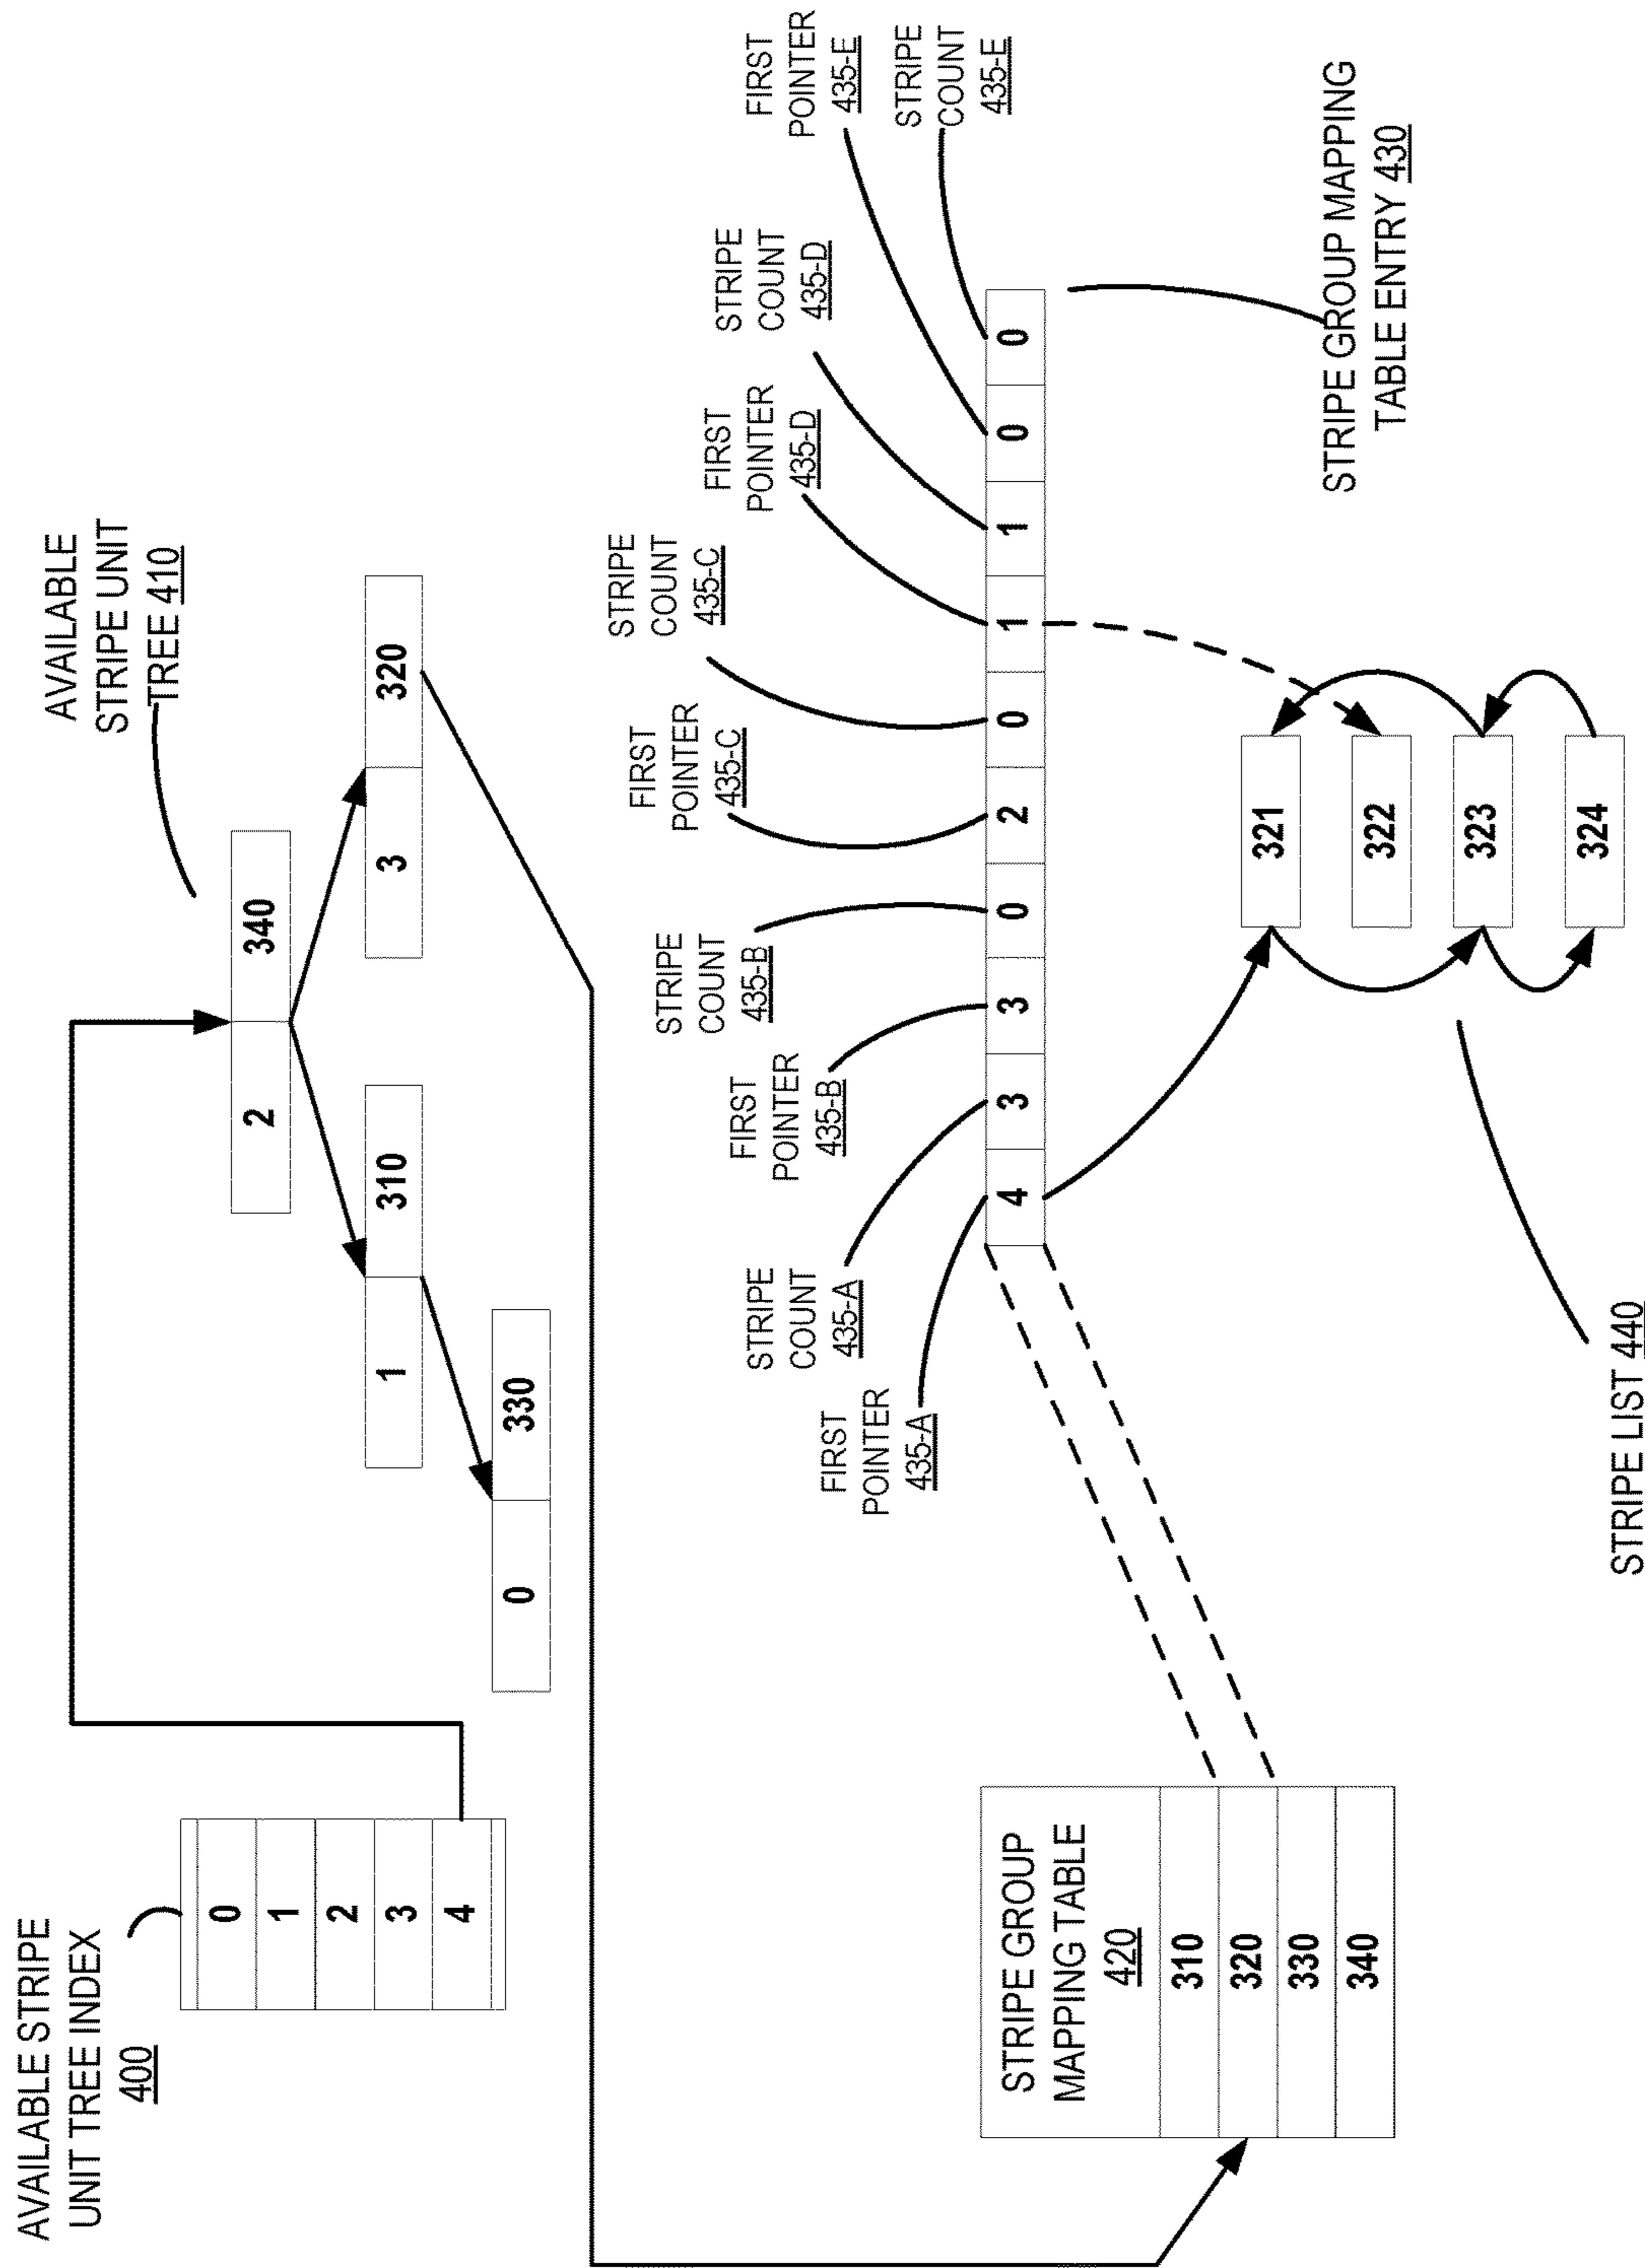 AVAILABLE STRIPE
UNIT TREE INDEX
400
0
1
2
3
4
AVAILABLE
STRIPE UNIT
TREE 410
2 340
1 310
3 320
0 330
STRIPE GROUP
MAPPING TABLE
420
310
320
330
340
FIRST
POINTER
435-A
STRIPE
COUNT
435-A
FIRST
POINTER
435-B
STRIPE
COUNT
435-B
FIRST
POINTER
435-C
STRIPE
COUNT
435-C
FIRST
POINTER
435-D
STRIPE
COUNT
435-D
FIRST
POINTER
435-E
STRIPE
COUNT
435-E
4 3 3 0 2 0 1 1 0 0
STRIPE GROUP MAPPING
TABLE ENTRY 430
321
322
323
324
STRIPE LIST 440